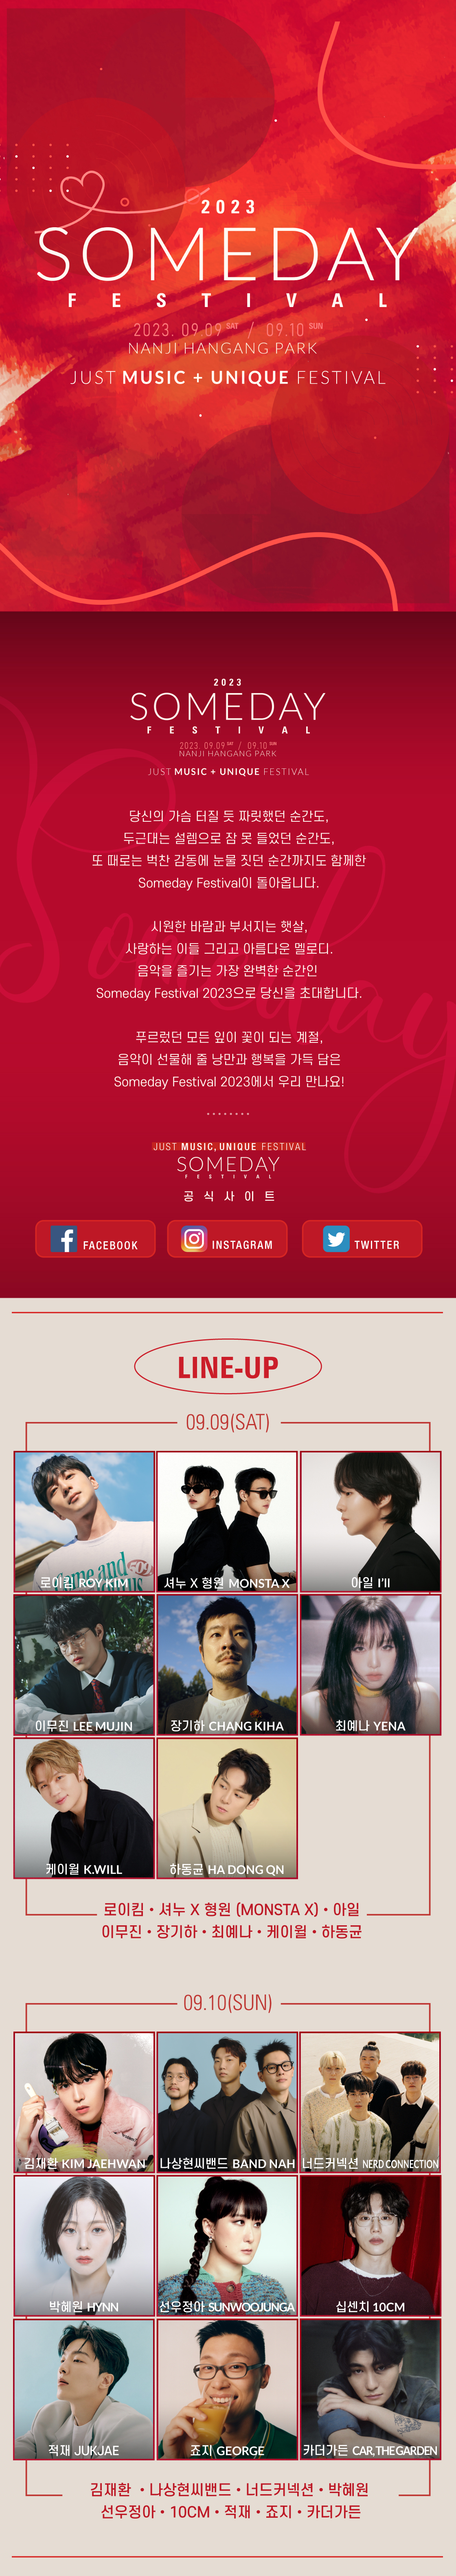 2023
SOMEDAY
FESTIVAL
2023. 09.09 SAT / 09.10 SUN
NANJI HANGANG PARK
JUST MUSIC + UNIQUE FESTIVAL
2023
SOMEDAY
FESTIVAL
2023. 09.09 SAT / 09.10 SUN
NANJI HANGANG PARK
JUST MUSIC + UNIQUE FESTIVAL
당신의 가슴 터질 듯 짜릿했던 순간도,
두근대는 설렘으로 잠 못 들었던 순간도,
또 때로는 벅찬 감동에 눈물 짓던 순간까지도 함께한
Someday Festival이 돌아옵니다.
시원한 바람과 부서지는 햇살,
사랑하는 이들 그리고 아름다운 멜로디.
음악을 즐기는 가장 완벽한 순간인
Someday Festival 2023으로 당신을 초대합니다.
푸르렀던 모든 잎이 꽃이 되는 계절,
음악이 선물해 줄 낭만과 행복을 가득 담은
Someday Festival 2023에서 우리 만나요!
Someday
JUST MUSIC, UNIQUE FESTIVAL
SOMEDAY
FESTIVAL
공식사이트
FACEBOOK
INSTAGRAM
TWITTER
LINE-UP
09.09(SAT)
로이킴 ROY KIM
셔누 X 형원 MONSTA X
아일 I'll
이무진 LEE MUJIN
장기하 CHANG KIHA
최예나 YENA
케이윌 K.WILL
하동균 HA DONG QN
로이킴 • 셔누 X 형원 (MONSTA X) • 아일
이무진 • 장기하 • 최예나 • 케이윌 • 하동균
09.10(SUN)
김재환 KIM JAEHWAN
나상현씨밴드 BAND NAH
너드커넥션 NERD CONNECTION
박혜원 HYNN
선우정아 SUNWOOJUNGA
십센치 10CM
적재 JUKJAE
죠지 GEORGE
카더가든 CAR, THE GARDEN
김재환 • 나상현씨밴드 • 너드커넥션 • 박혜원
선우정아 • 10CM • 적재 • 죠지 • 카더가든